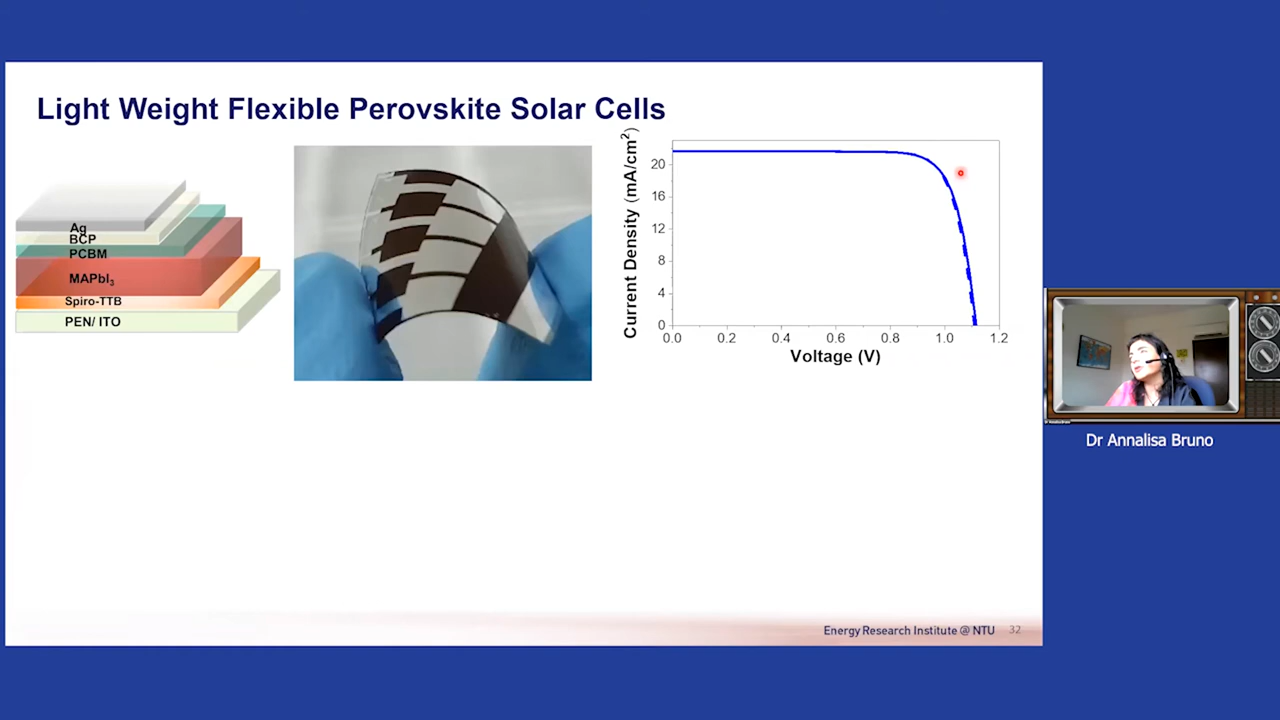 Light Weight Flexible Perovskite Solar Cells
Ag
BCP
PCBM
MAPbI3
Spiro-TTB
PEN/ ITO
Current Density (mA/cm2)
20
16
12
8
4
0
0.0 0.2 0.4 0.6 0.8 1.0 1.2
Voltage (V)
Dr Annalisa Bruno
Energy Research Institute @ NTU 32